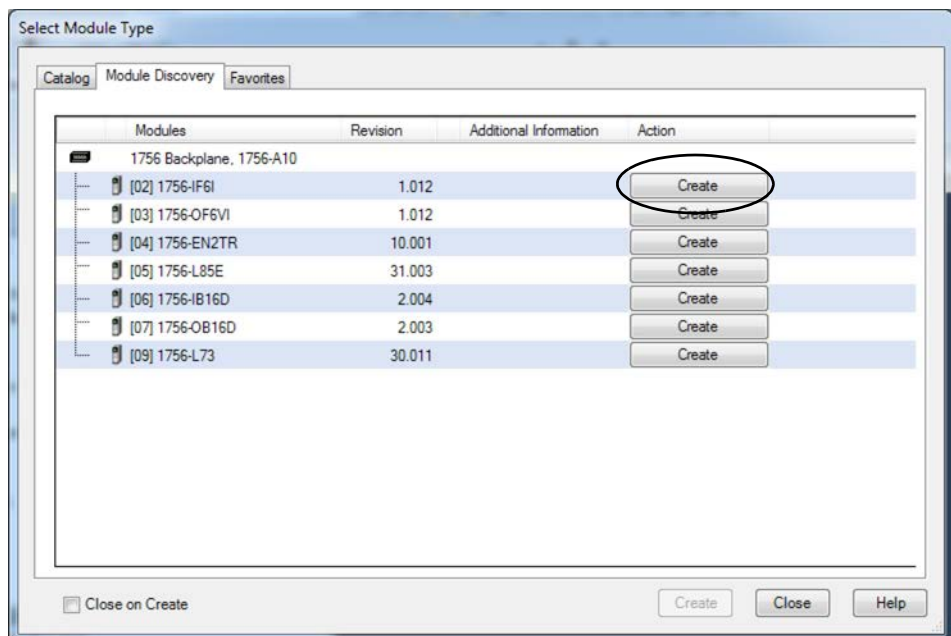 Select Module Type
Catalog Module Discovery Favorites
Modules Revision Additional Information Action
1756 Backplane, 1756-A10
[02] 1756-IF6I 1.012 Create
[03] 1756-OF6VI 1.012 Create
[04] 1756-EN2TR 10.001 Create
[05] 1756-L85E 31.003 Create
[06] 1756-IB16D 2.004 Create
[07] 1756-OB16D 2.003 Create
[09] 1756-L73 30.011 Create
Close on Create Create Close Help